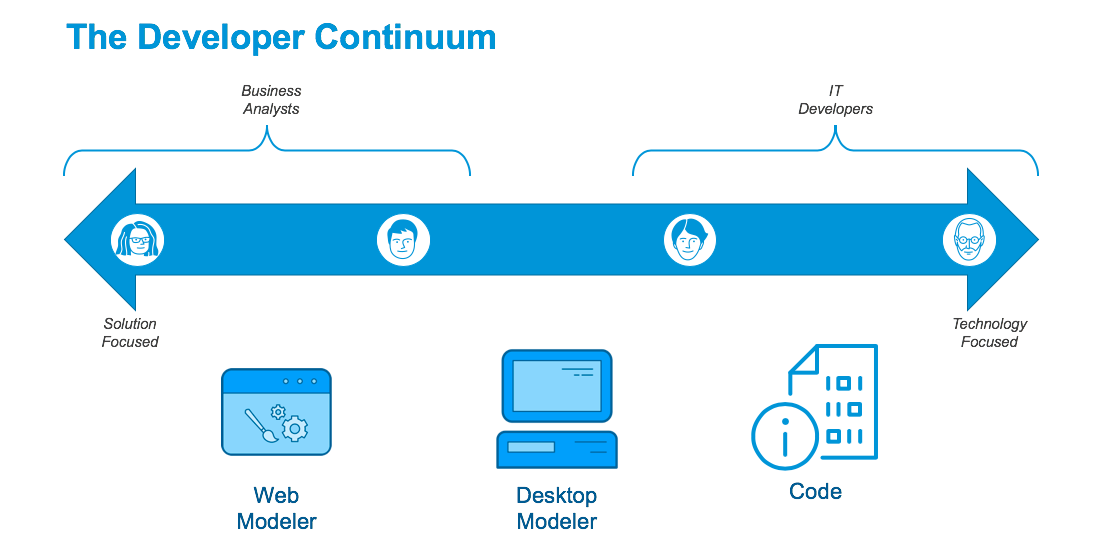 The Developer Continuum
Business
Analysts
IT
Developers
Solution
Focused
Technology
Focused
Web
Modeler
Desktop
Modeler
Code